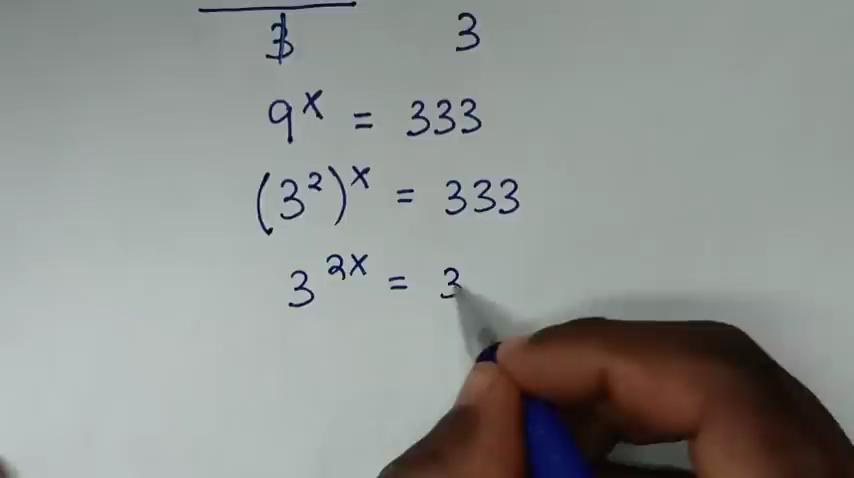 3 3
9^x = 333
(3^2)^x = 333
3^2x = 3